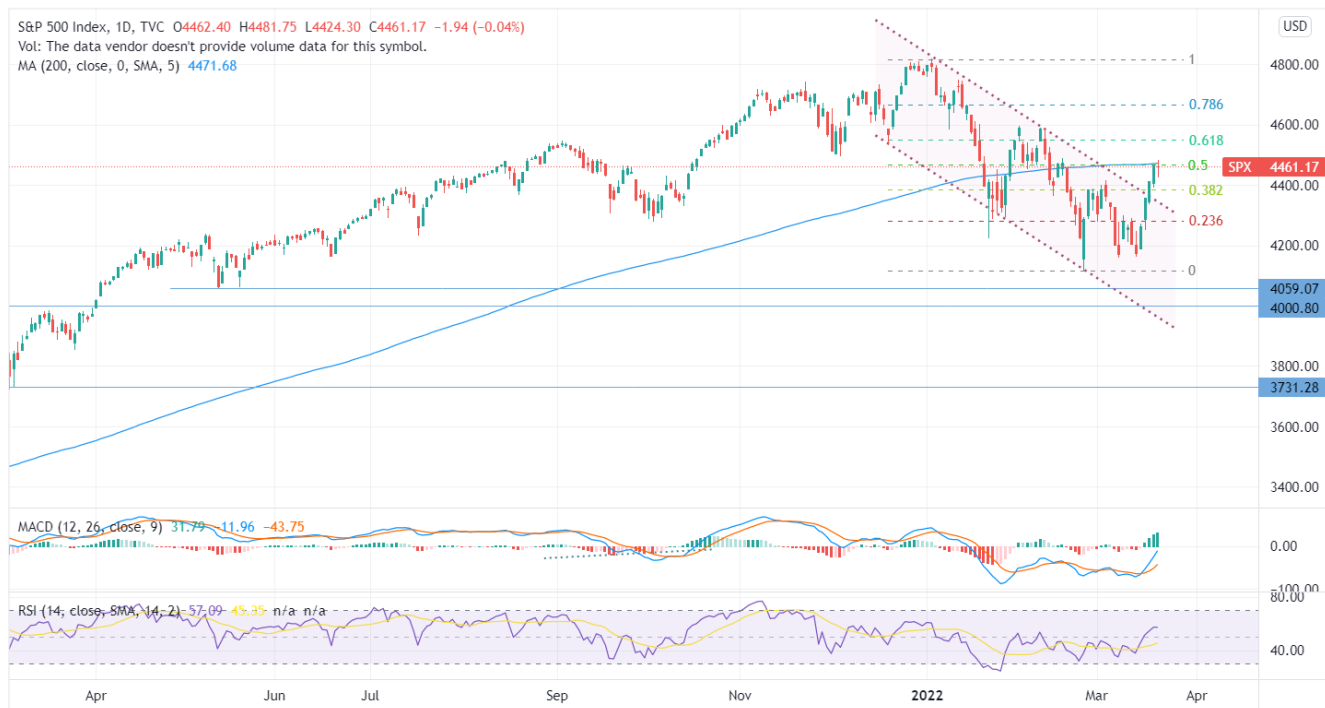 S&P 500 Index, 1D, TVC O4462.40 H4481.75 L4424.30 C4461.17 −1.94 (−0.04%)
USD
Vol: The data vendor doesn't provide volume data for this symbol.
MA (200, close, 0, SMA, 5) 4471.68
1
4800.00
0.786
4600.00
0.618
0.5
SPX 4461.17
4400.00
0.382
0.236
4200.00
0
4059.07
4000.80
3800.00
3731.28
3600.00
3400.00
MACD (12, 26, close, 9) 31.79 −11.96 −43.75
0.00
−100.00
80.00
RSI (14, close, SMA, 14, 2) 57.09 45.35 n/a n/a
40.00
Apr Jun Jul Sep Nov 2022 Mar Apr